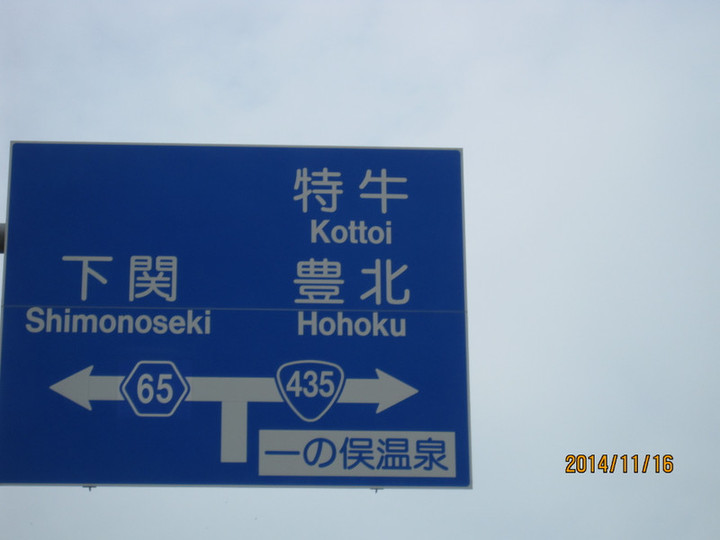 特牛
Kottoi
下関
豊北
Shimonoseki
Hohoku
65
435
一の俣温泉
2014/11/16